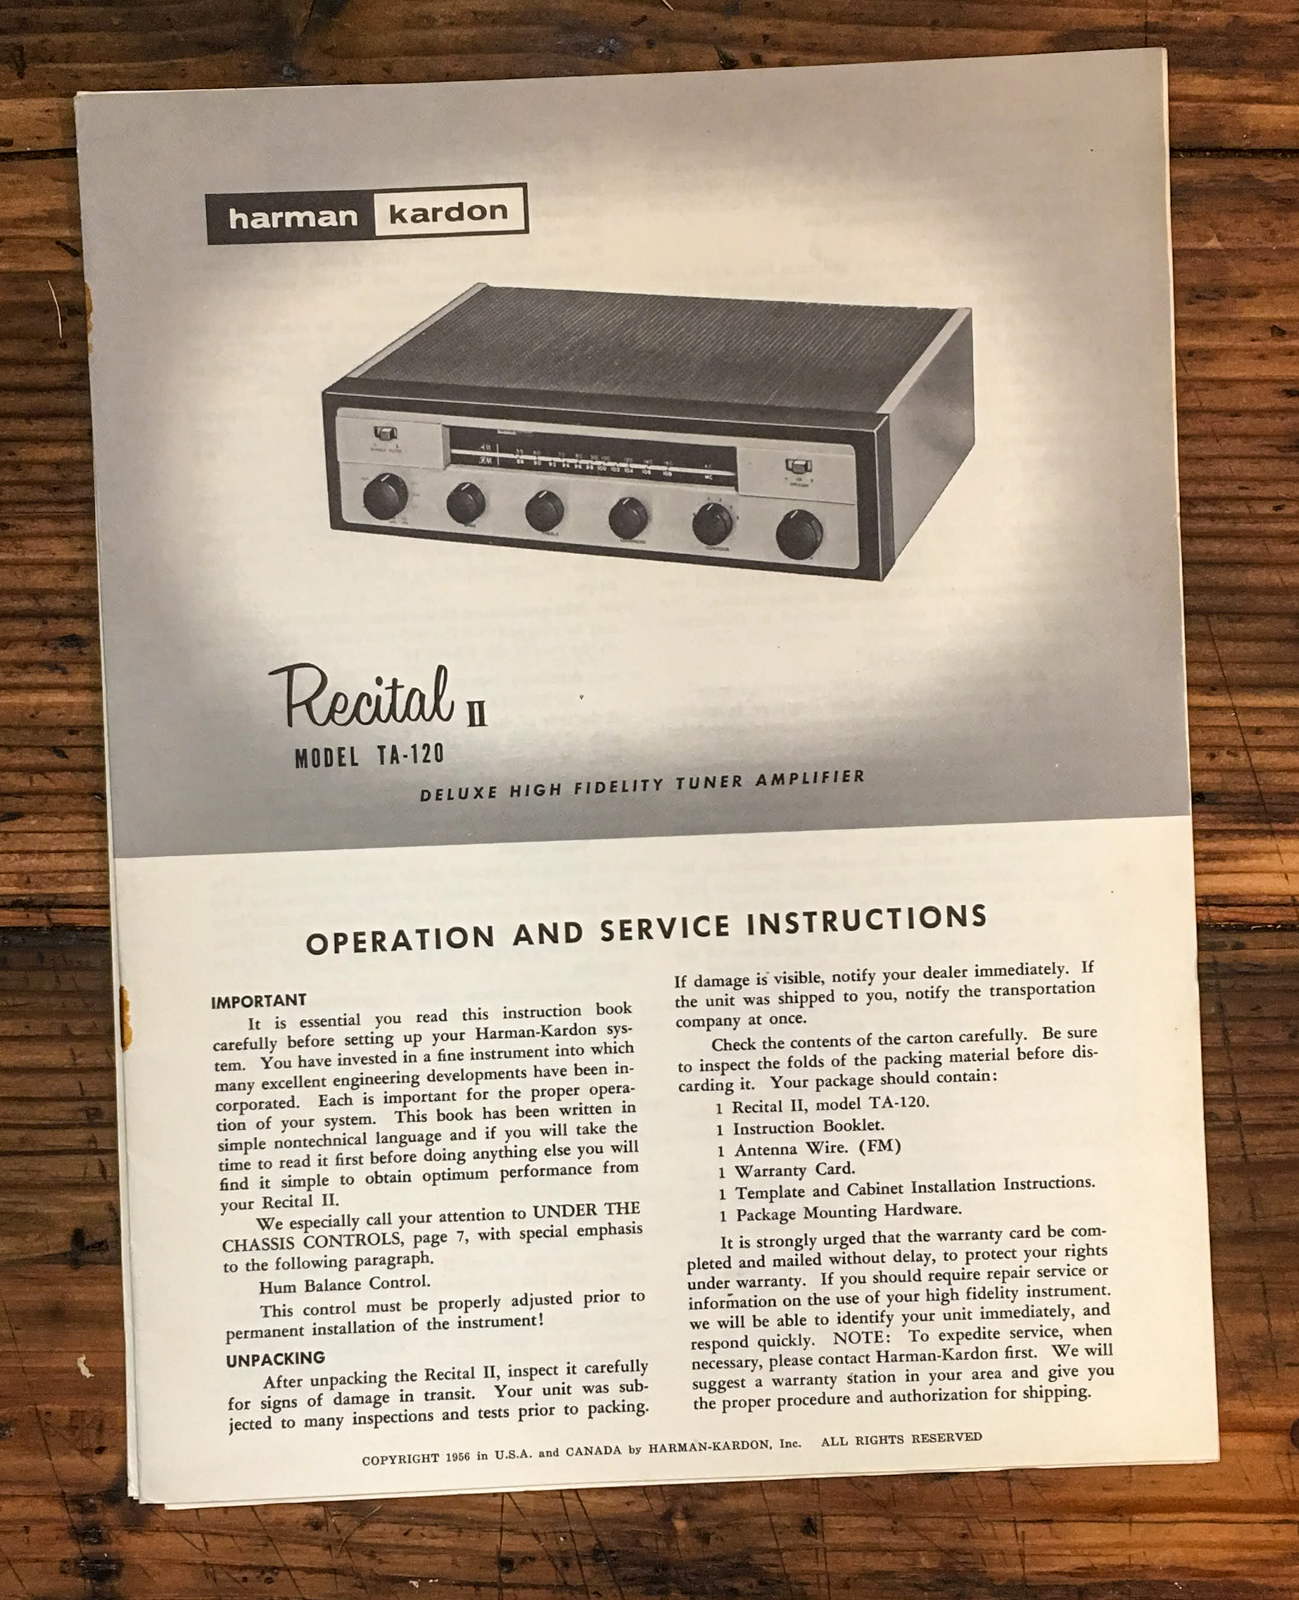 harman kardon
AM
FM
Recital II
MODEL TA-120
DELUXE HIGH FIDELITY TUNER AMPLIFIER
OPERATION AND SERVICE INSTRUCTIONS
IMPORTANT
It is essential you read this instruction book
carefully before setting up your Harman-Kardon sys-
tem. You have invested in a fine instrument into which
many excellent engineering developments have been in-
corporated. Each is important for the proper opera-
tion of your system. This book has been written in
simple nontechnical language and if you will take the
time to read it first before doing anything else you will
find it simple to obtain optimum performance from
your Recital II.
We especially call your attention to UNDER THE
CHASSIS CONTROLS, page 7, with special emphasis
to the following paragraph.
Hum Balance Control.
This control must be properly adjusted prior to
permanent installation of the instrument!
UNPACKING
After unpacking the Recital II, inspect it carefully
for signs of damage in transit. Your unit was sub-
jected to many inspections and tests prior to packing.
If damage is visible, notify your dealer immediately. If
the unit was shipped to you, notify the transportation
company at once.
Check the contents of the carton carefully. Be sure
to inspect the folds of the packing material before dis-
carding it. Your package should contain:
1 Recital II, model TA-120.
1 Instruction Booklet.
1 Antenna Wire. (FM)
1 Warranty Card.
1 Template and Cabinet Installation Instructions.
1 Package Mounting Hardware.
It is strongly urged that the warranty card be com-
pleted and mailed without delay, to protect your rights
under warranty. If you should require repair service or
information on the use of your high fidelity instrument.
we will be able to identify your unit immediately, and
respond quickly. NOTE: To expedite service, when
necessary, please contact Harman-Kardon first. We will
suggest a warranty station in your area and give you
the proper procedure and authorization for shipping.
COPYRIGHT 1956 in U.S.A. and CANADA by HARMAN-KARDON, Inc. ALL RIGHTS RESERVED